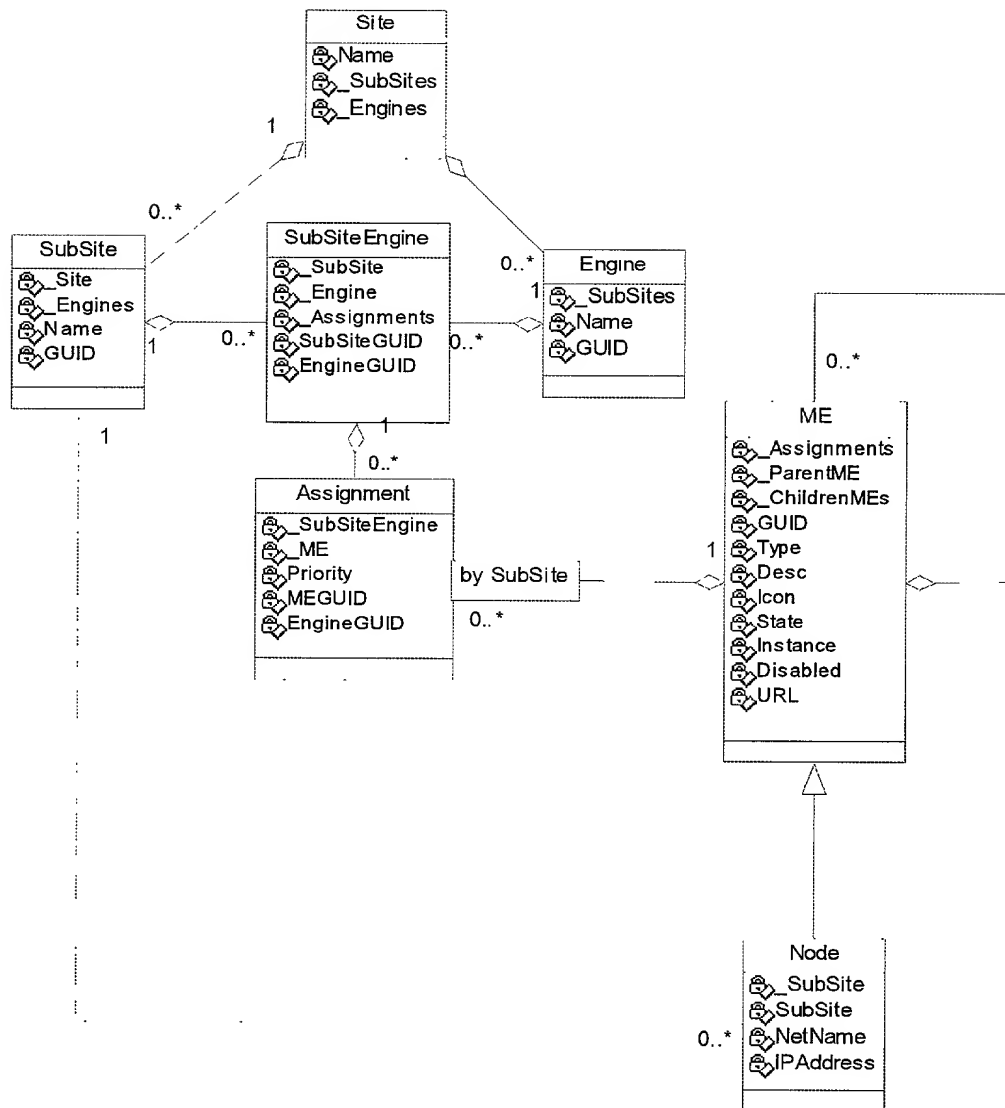 Site
Name
_SubSites
_Engines
1
0..*
SubSite
_Site
_Engines
Name
GUID
1
0..*
SubSiteEngine
_SubSite
_Engine
_Assignments
SubSiteGUID
EngineGUID
0..*
1
0..*
Engine
_SubSites
Name
GUID
1
1
0..*
Assignment
_SubSiteEngine
_ME
Priority
MEGUID
EngineGUID
by SubSite
0..*
1
0..*
ME
_Assignments
_ParentME
_ChildrenMEs
GUID
Type
Desc
Icon
State
Instance
Disabled
URL
Node
_SubSite
SubSite
NetName
IPAddress
0..*